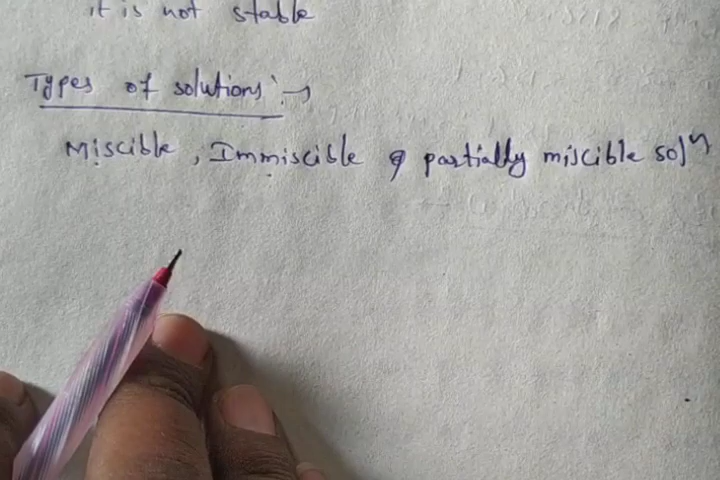 it is not stable
Types of solutions :→
Miscible, Immiscible & partially miscible solⁿ